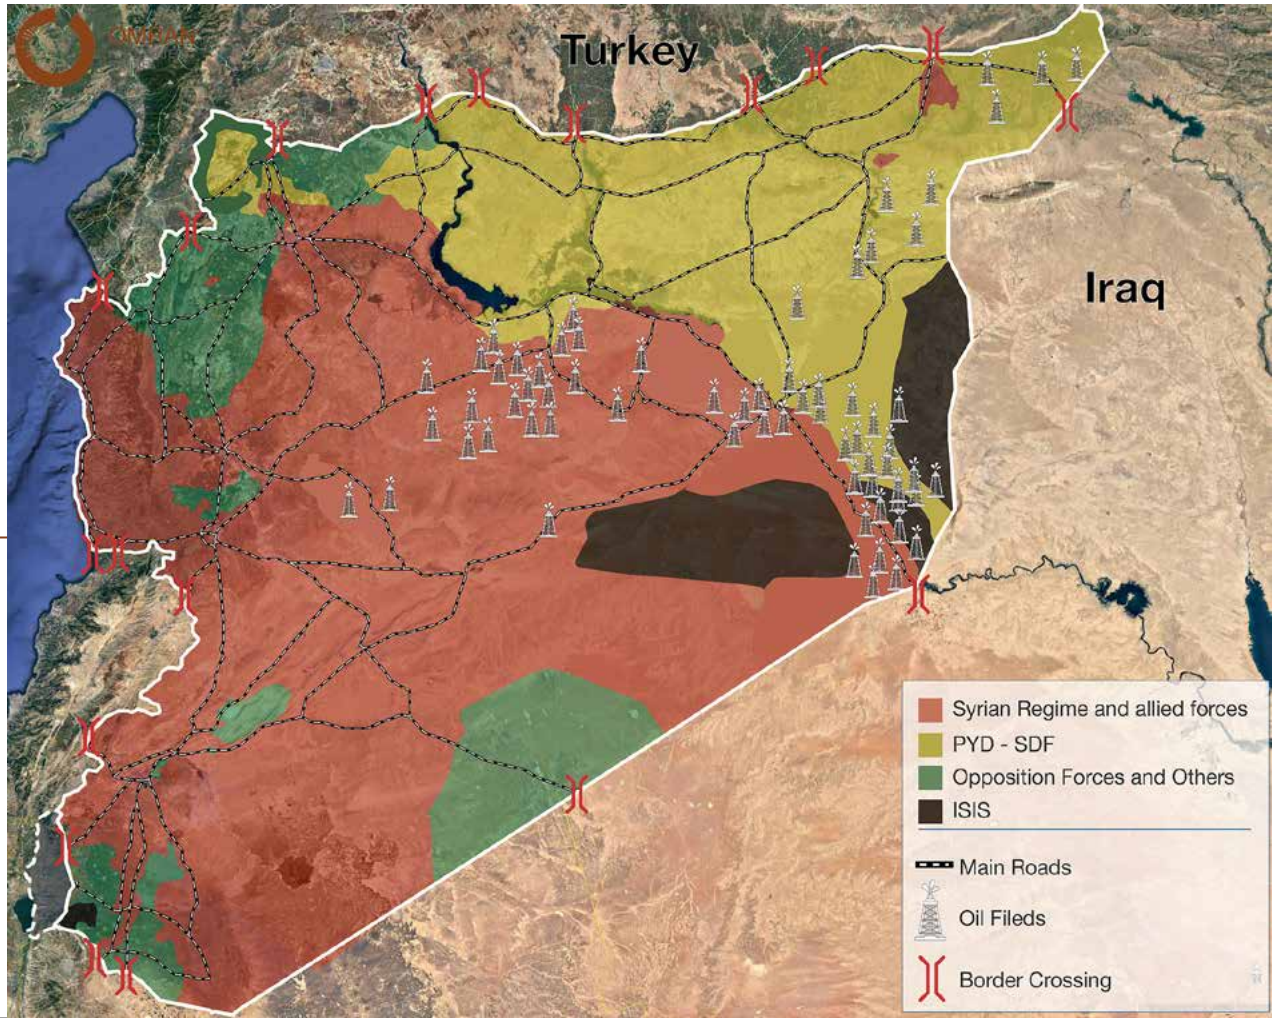 OMRAN
Turkey
Iraq
Syrian Regime and allied forces
PYD - SDF
Opposition Forces and Others
ISIS
Main Roads
Oil Fileds
Border Crossing